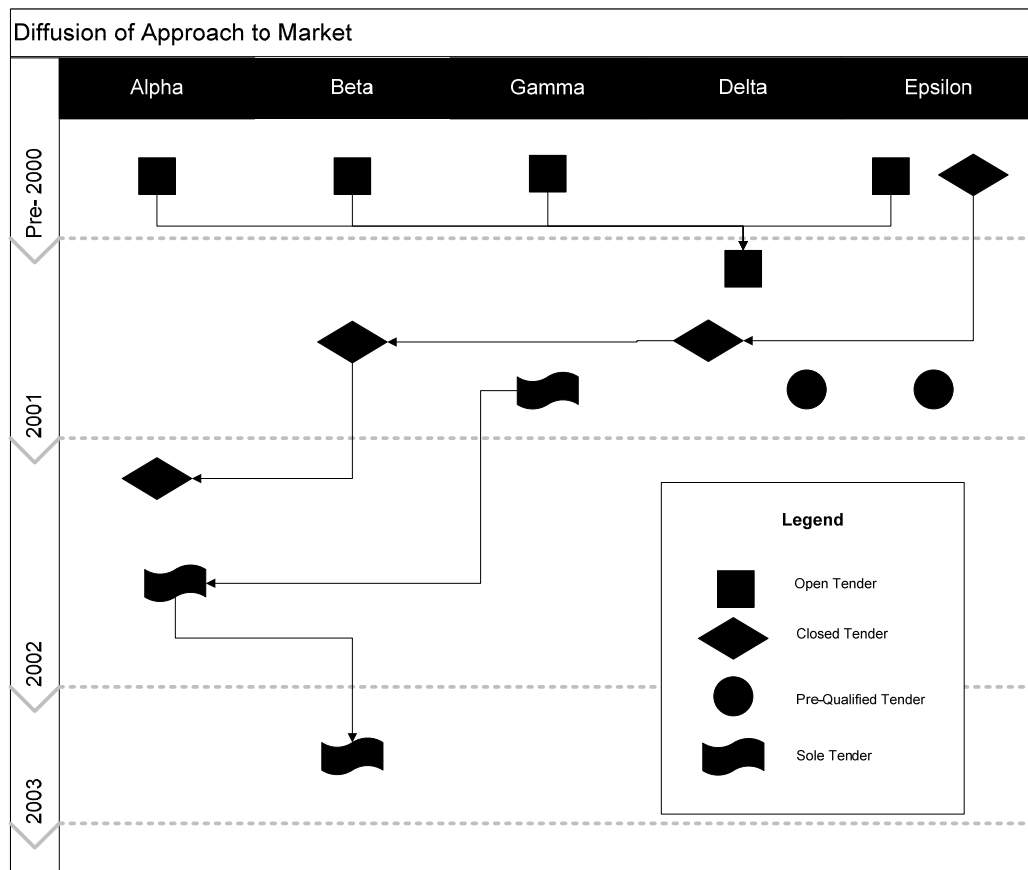 Diffusion of Approach to Market
Alpha Beta Gamma Delta Epsilon
Pre- 2000
2001
2002
2003
Legend
Open Tender
Closed Tender
Pre-Qualified Tender
Sole Tender